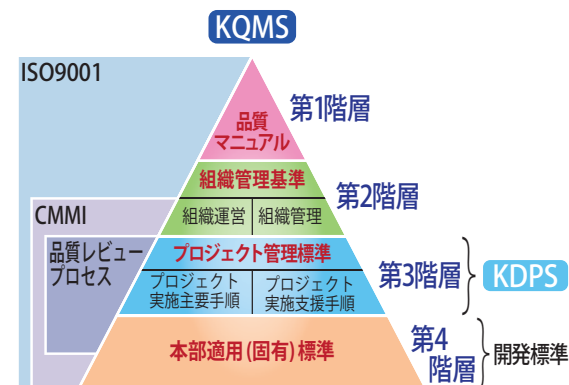 KQMS
ISO9001
品質
マニュアル
第1階層
組織管理基準
組織運営
組織管理
第2階層
CMMI
品質レビュー
プロセス
プロジェクト管理標準
プロジェクト
実施主要手順
プロジェクト
実施支援手順
第3階層
KDPS
本部適用(固有)標準
第4
階層
開発標準